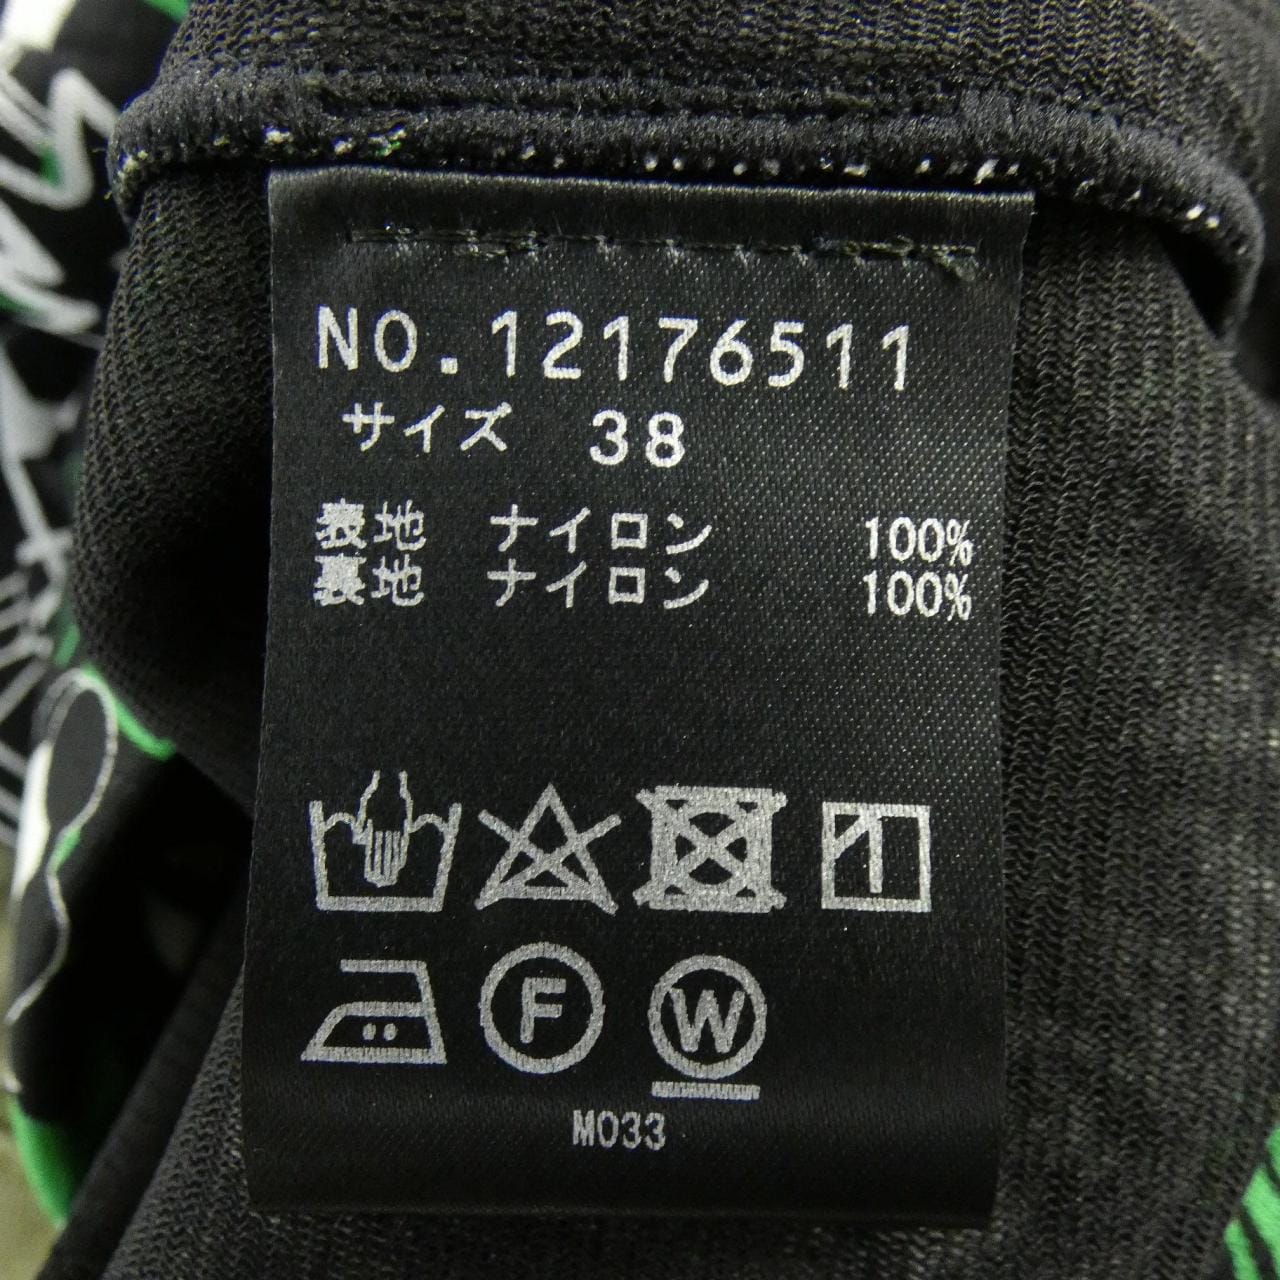 NO.12176511
サイズ 38
表地 ナイロン 100%
裏地 ナイロン 100%
F W
M033